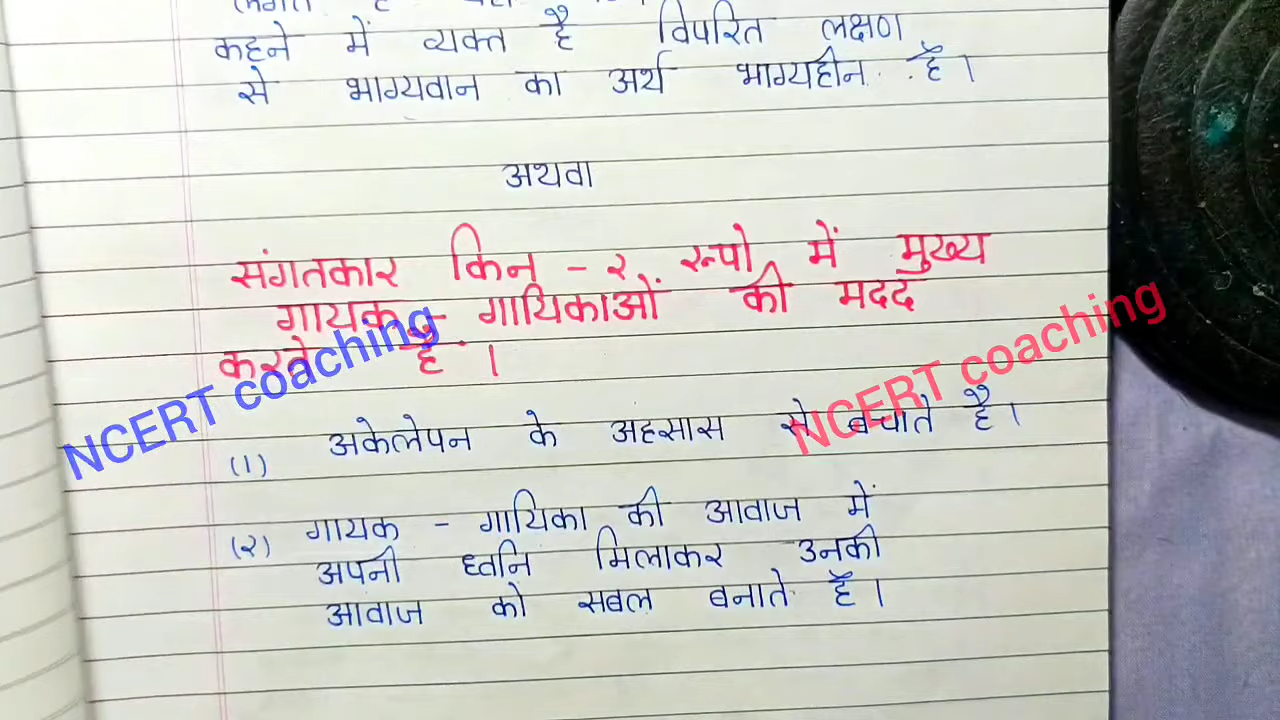 कहने में व्यक्त है विपरित लक्षणा
से भाग्यवान का अर्थ भाग्यहीन है।
अथवा
संगतकार किन - २ रूपो में मुख्य
गायक - गायिकाओं की मदद
करते है ।
NCERT coaching
NCERT coaching
(1) अकेलेपन के अहसास से बचाते है।
(२) गायक - गायिका की आवाज में
अपनी ध्वनि मिलाकर उनकी
आवाज को सबल बनाते हैं।